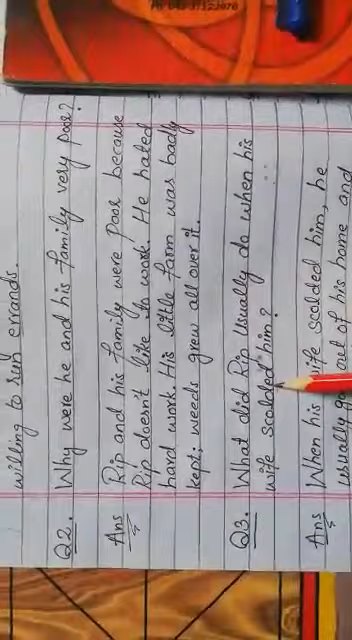 willing to run errands.
Q2. Why were he and his family very poor?
Ans Rip and his family were Poor because
Rip doesn't like to work. He hated
hard work. His little farm was badly
kept; weeds grew all over it.
Q3. What did Rip usually do when his
wife scolded him?
Ans When his wife scolded him, he
usually out of his home and